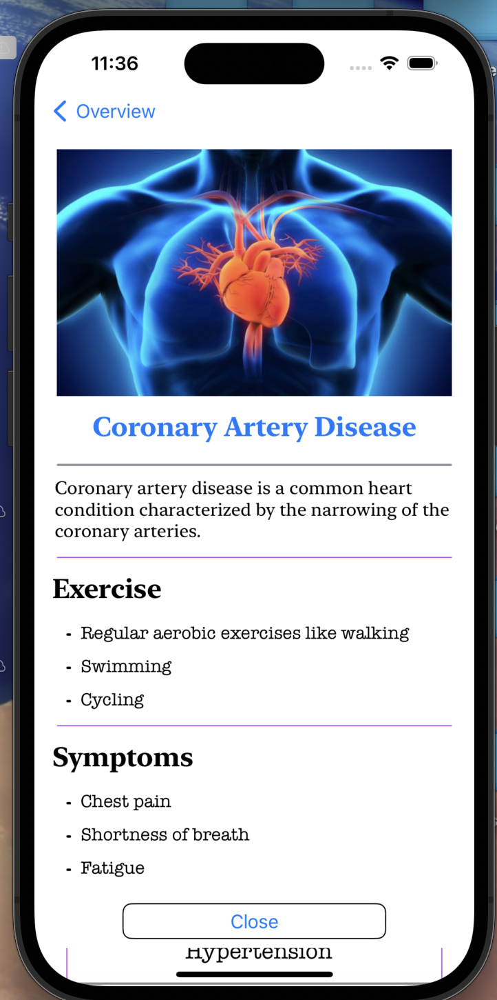 11:36
Overview
Coronary Artery Disease
Coronary artery disease is a common heart
condition characterized by the narrowing of the
coronary arteries.
Exercise
- Regular aerobic exercises like walking
- Swimming
- Cycling
Symptoms
- Chest pain
- Shortness of breath
- Fatigue
Close
Hypertension